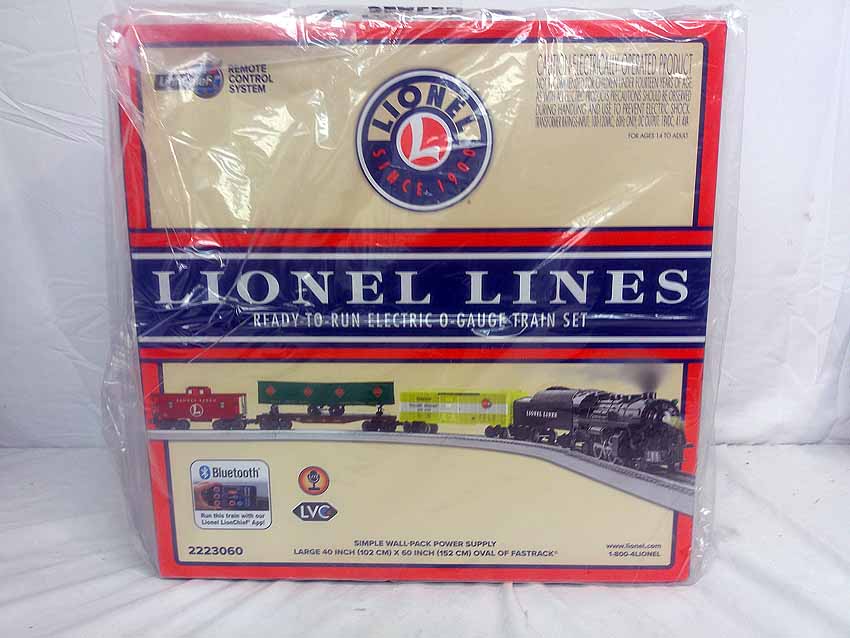 REMOTE
CONTROL
SYSTEM
LIONEL
L
SINCE 1900
CAUTION-ELECTRICALLY OPERATED PRODUCT
FOR AGES 14 TO ADULT
LIONEL LINES
READY-TO-RUN ELECTRIC O-GAUGE TRAIN SET
LIONEL LINES
L
LIONEL LINES
Bluetooth®
Run this train with our
Lionel LionChief® App!
LVC
2223060
SIMPLE WALL-PACK POWER SUPPLY
LARGE 40 INCH (102 CM) X 60 INCH (152 CM) OVAL OF FASTRACK®
www.lionel.com
1-800-4LIONEL